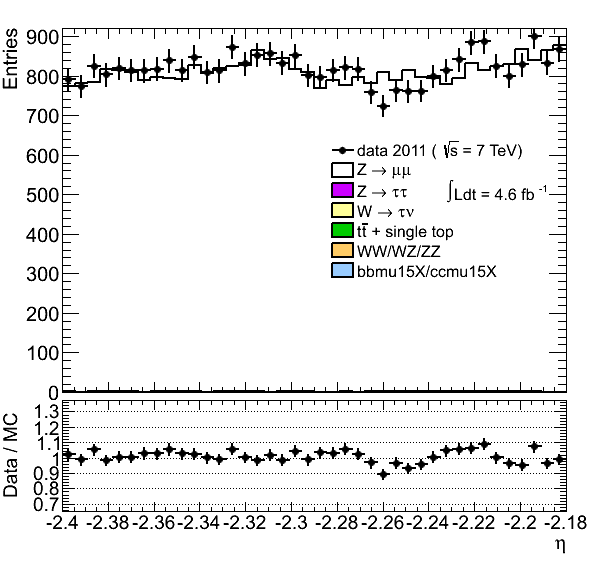 Entries
900
800
700
600
500
400
300
200
100
0
data 2011 ( √s = 7 TeV)
Z → μμ
Z → ττ
∫Ldt = 4.6 fb⁻¹
W → τν
tt̄ + single top
WW/WZ/ZZ
bbmu15X/ccmu15X
Data / MC
1.3
1.2
1.1
1
0.9
0.8
0.7
-2.4 -2.38 -2.36 -2.34 -2.32 -2.3 -2.28 -2.26 -2.24 -2.22 -2.2 -2.18
η